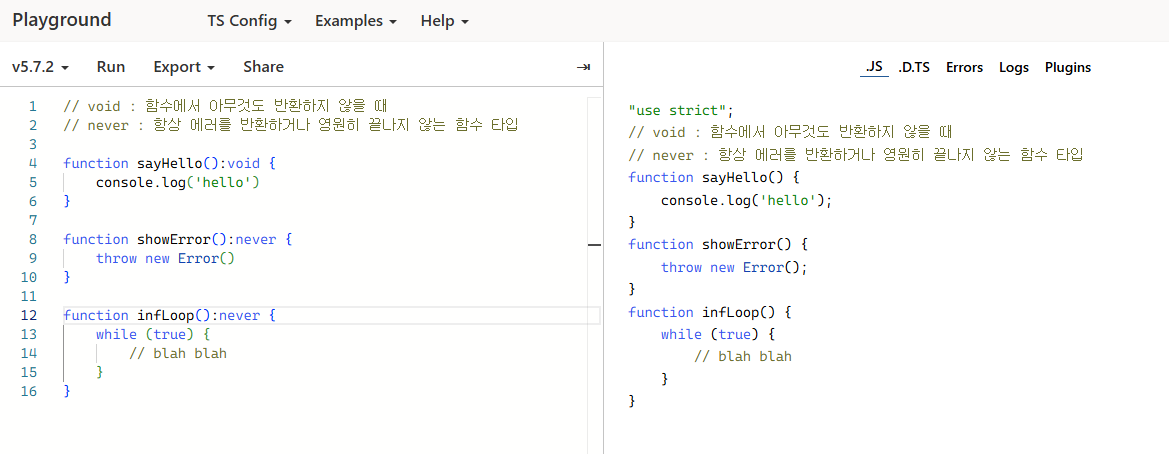 Playground TS Config Examples Help
v5.7.2 Run Export Share
1 // void : 함수에서 아무것도 반환하지 않을 때
2 // never : 항상 에러를 반환하거나 영원히 끝나지 않는 함수 타입
3
4 function sayHello():void {
5 console.log('hello')
6 }
7
8 function showError():never {
9 throw new Error()
10 }
11
12 function infLoop():never {
13 while (true) {
14 // blah blah
15 }
16 }
.JS .D.TS Errors Logs Plugins
"use strict";
// void : 함수에서 아무것도 반환하지 않을 때
// never : 항상 에러를 반환하거나 영원히 끝나지 않는 함수 타입
function sayHello() {
console.log('hello');
}
function showError() {
throw new Error();
}
function infLoop() {
while (true) {
// blah blah
}
}